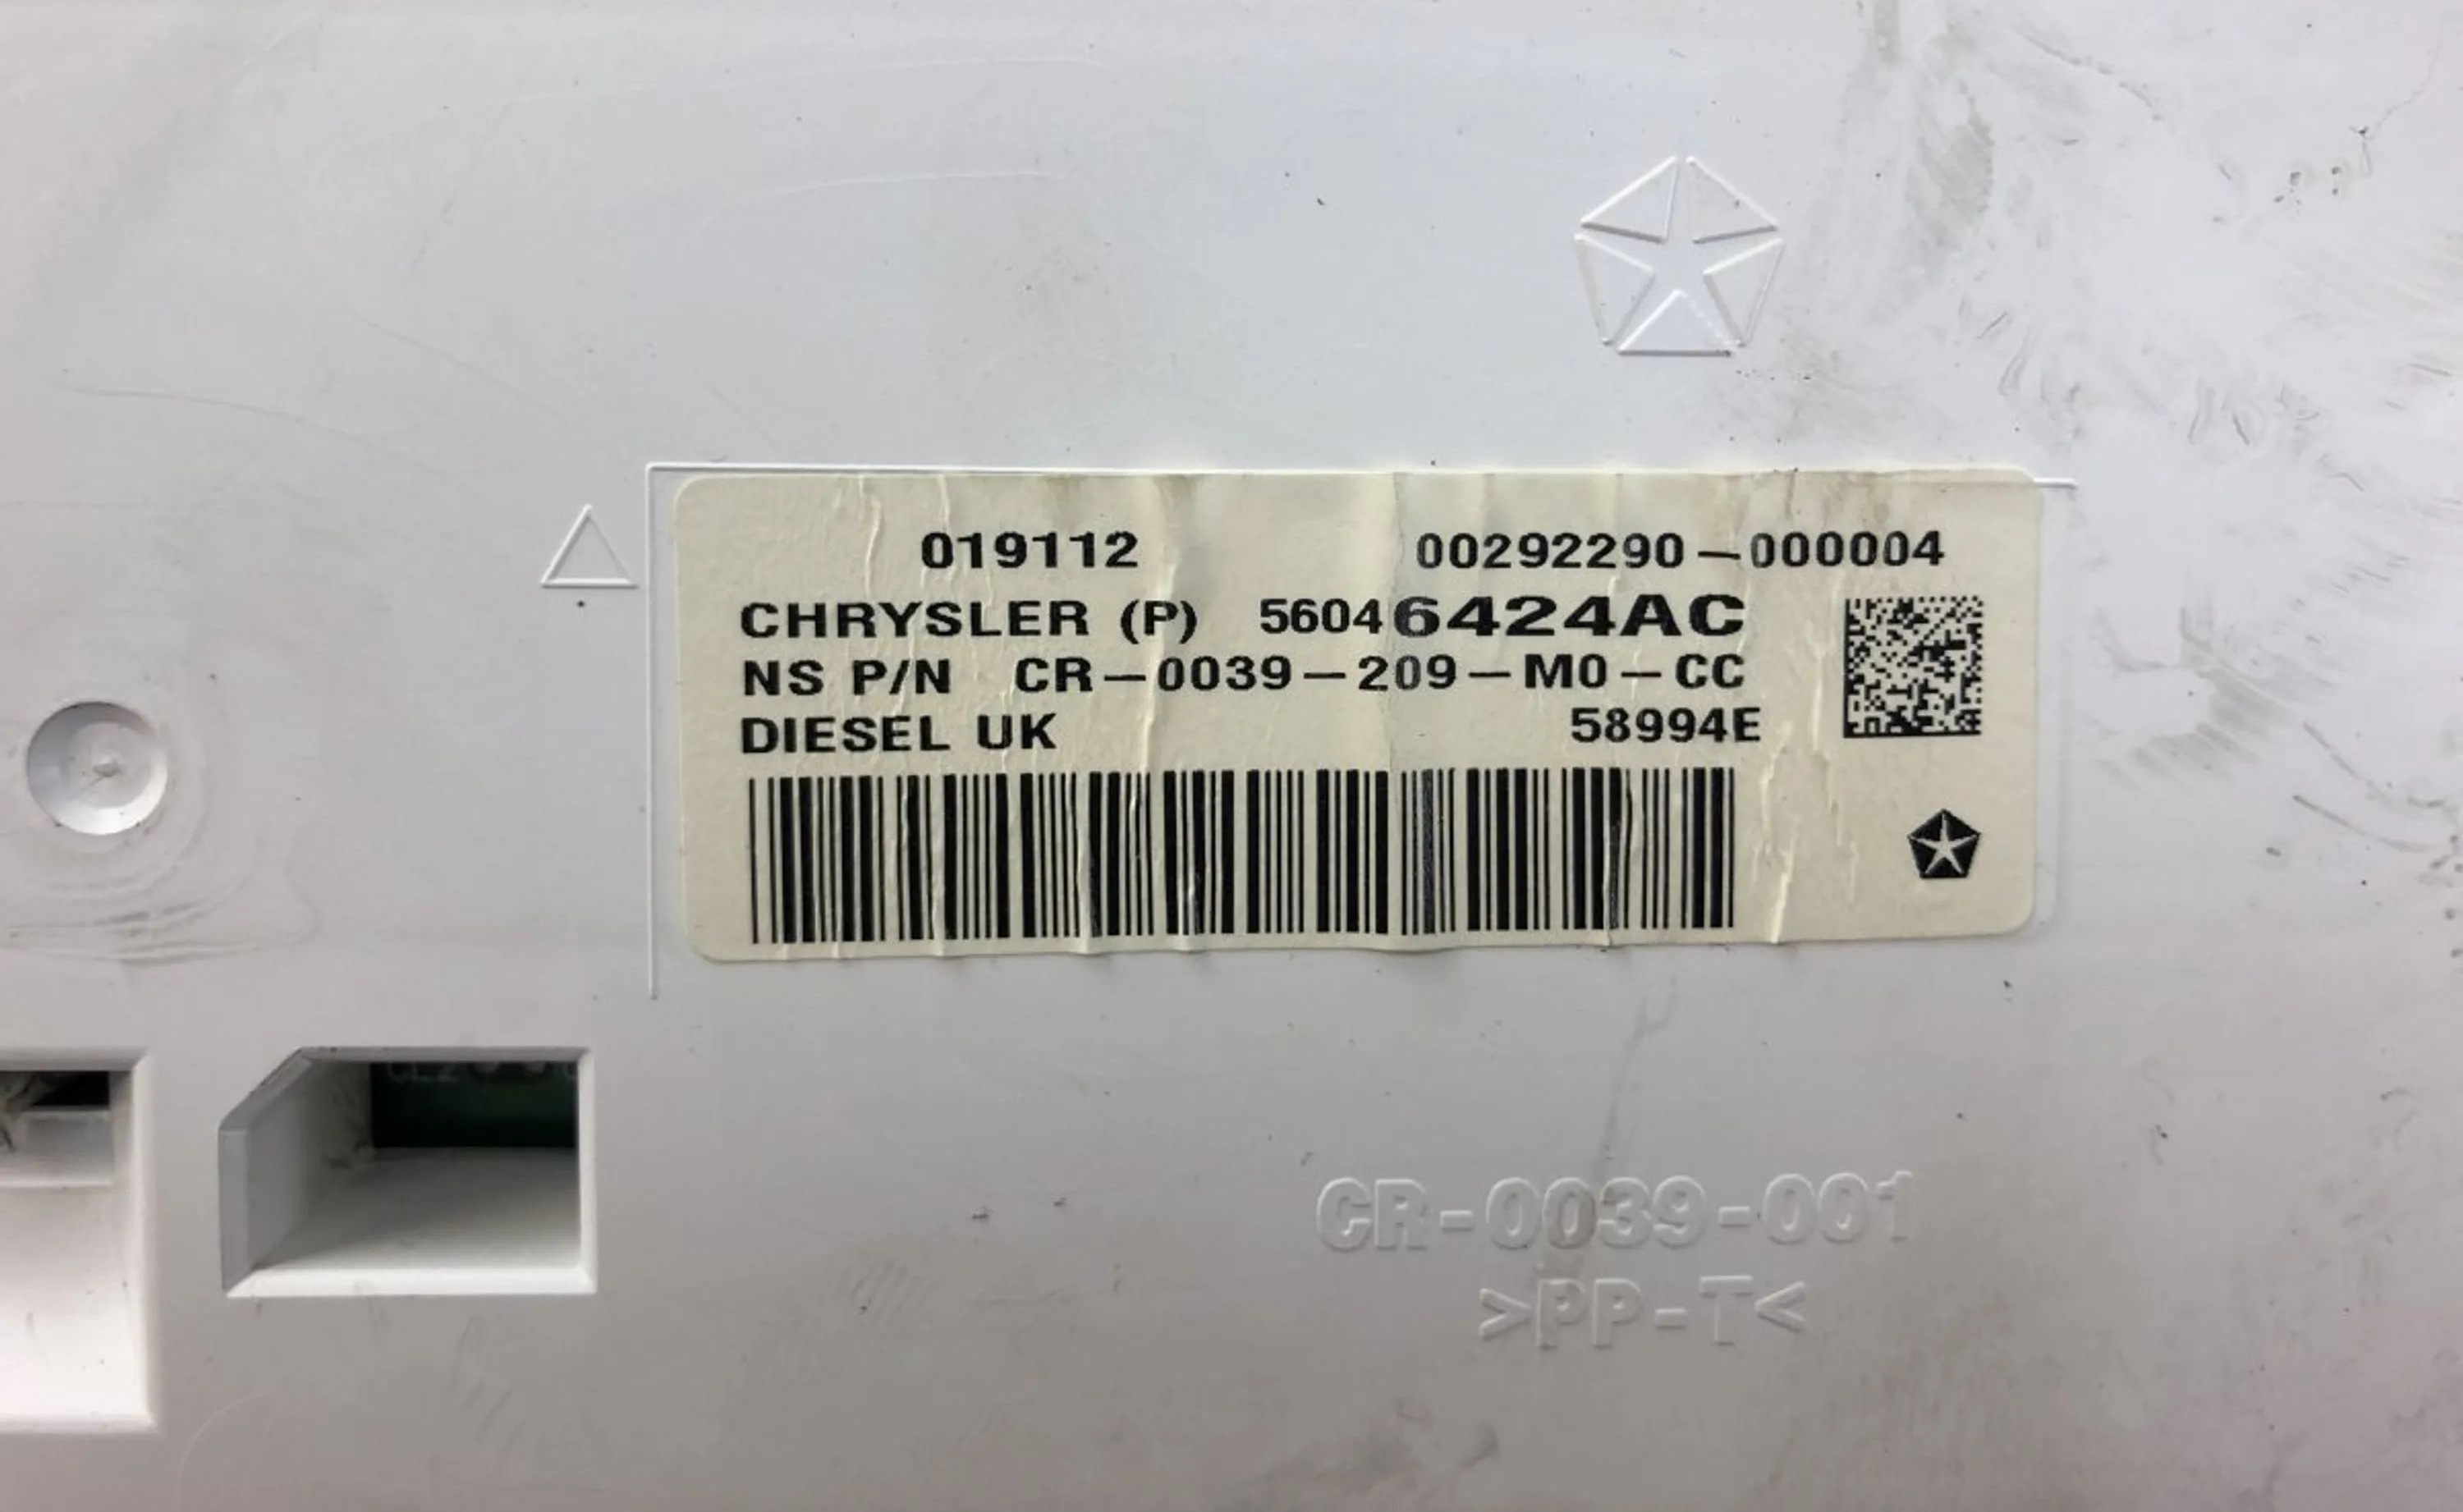 019112 00292290-000004
CHRYSLER (P) 56046424AC
NS P/N CR-0039-209-M0-CC
DIESEL UK 58994E
CR-0039-001
>PP-T<